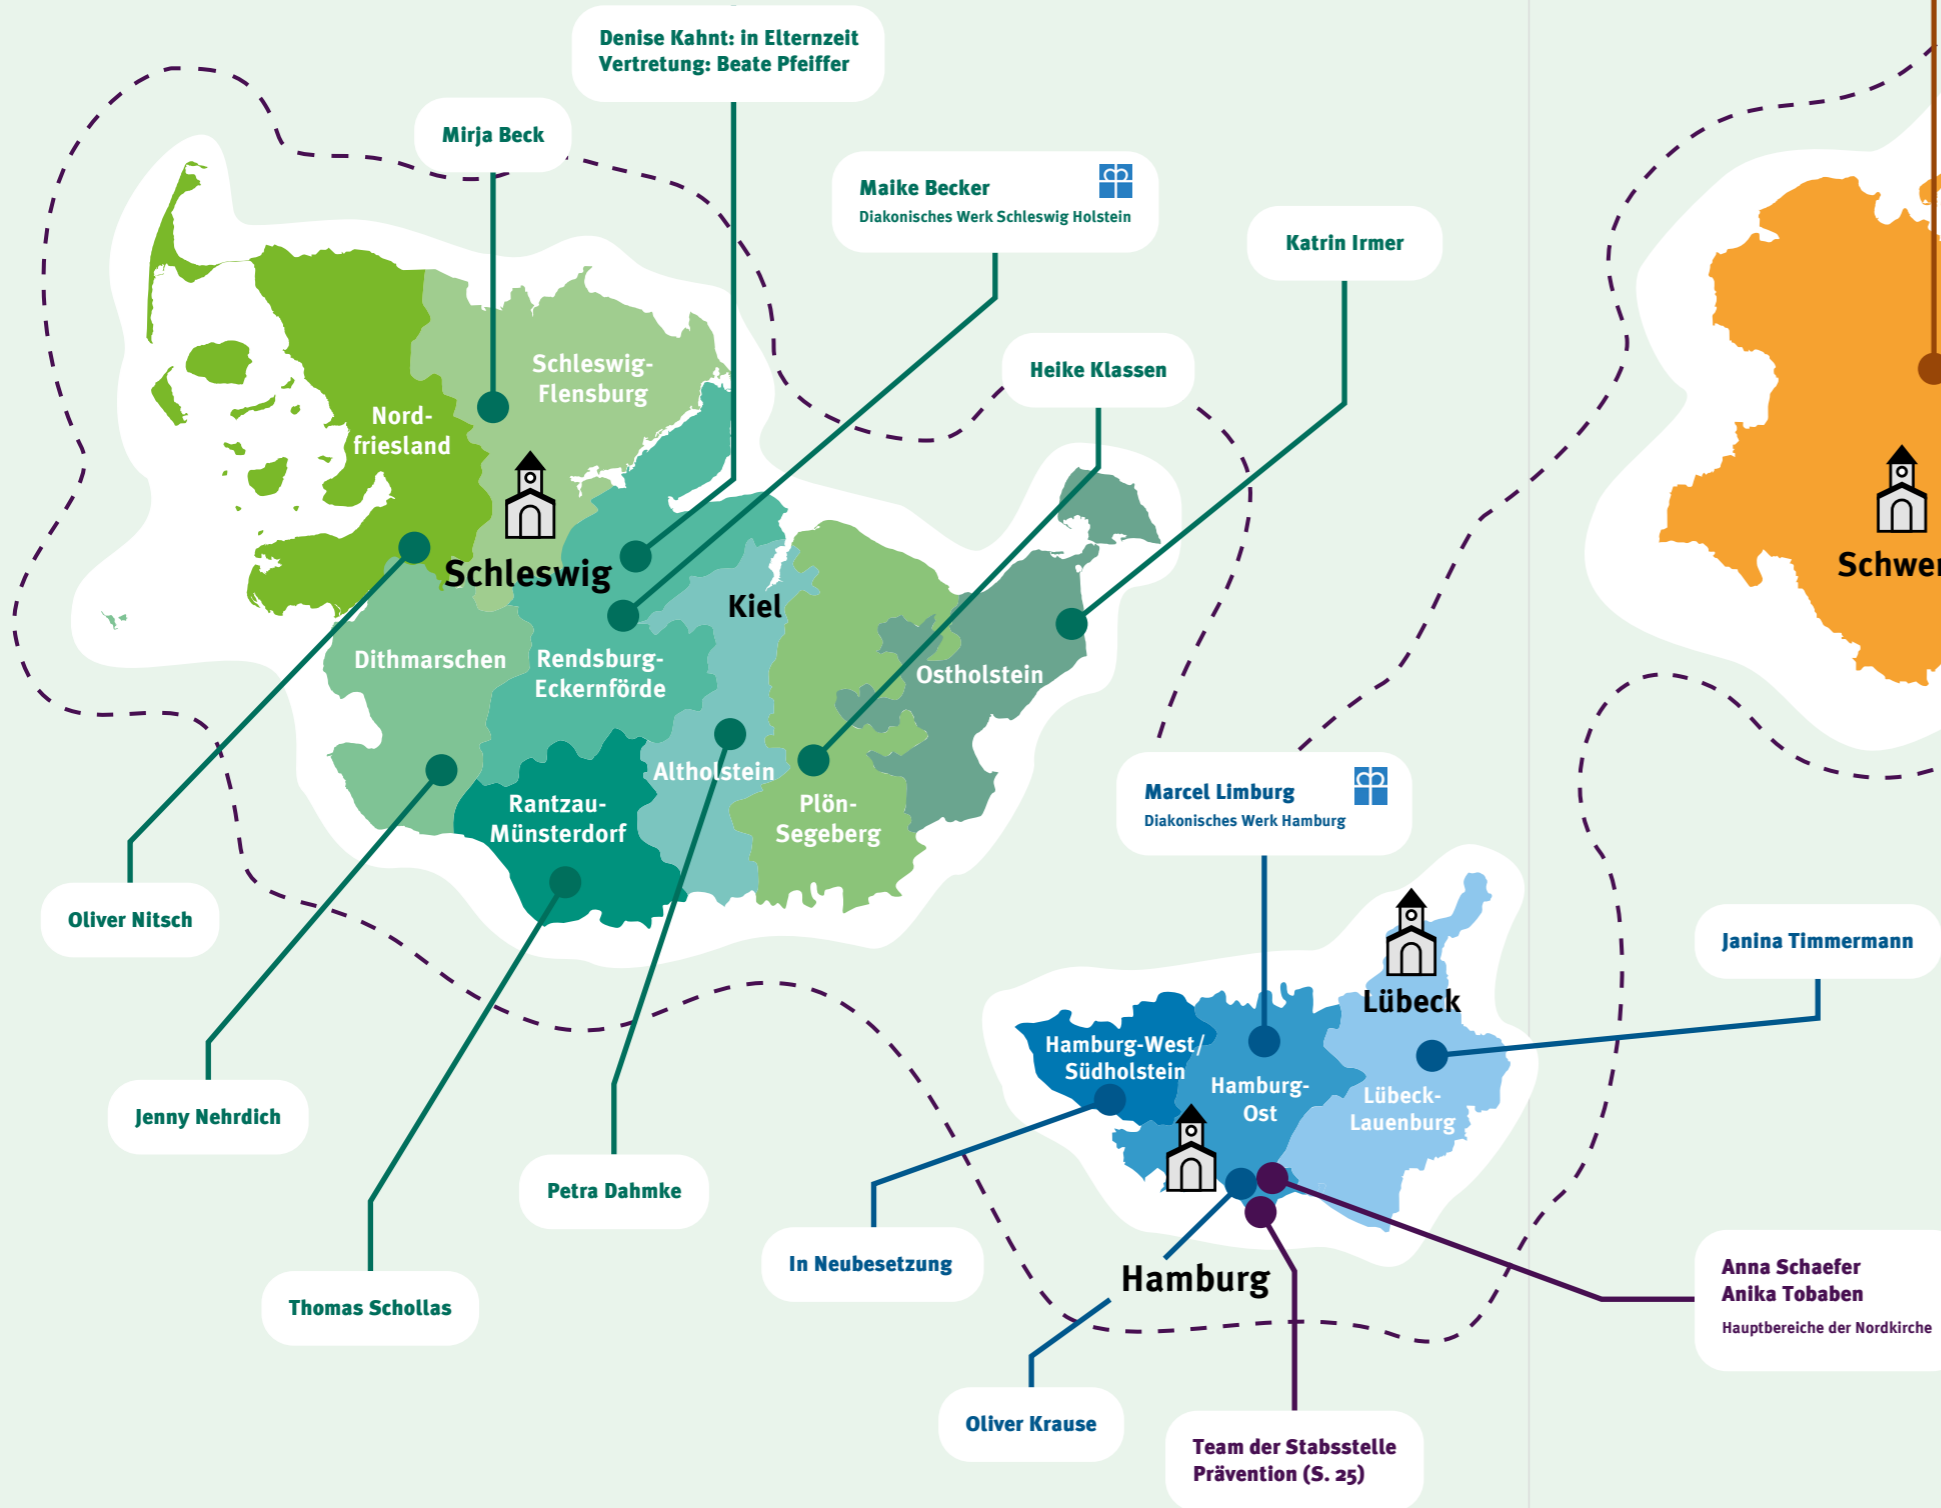 Denise Kahnt: in Elternzeit
Vertretung: Beate Pfeiffer
Mirja Beck
Maike Becker
Diakonisches Werk Schleswig Holstein
Katrin Irmer
Heike Klassen
Schleswig-
Flensburg
Nord-
friesland
Schleswig
Kiel
Schwer
Dithmarschen
Rendsburg-
Eckernförde
Ostholstein
Altholstein
Rantzau-
Münsterdorf
Plön-
Segeberg
Marcel Limburg
Diakonisches Werk Hamburg
Oliver Nitsch
Janina Timmermann
Lübeck
Hamburg-West/
Südholstein
Hamburg-
Ost
Lübeck-
Lauenburg
Jenny Nehrdich
Petra Dahmke
In Neubesetzung
Hamburg
Anna Schaefer
Anika Tobaben
Hauptbereiche der Nordkirche
Thomas Schollas
Oliver Krause
Team der Stabsstelle
Prävention (S. 25)